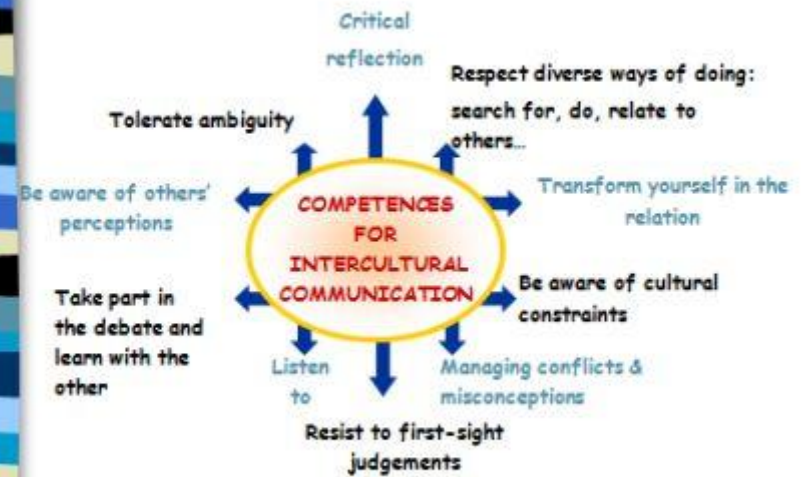 Critical
reflection
Respect diverse ways of doing:
search for, do, relate to
others…
Tolerate ambiguity
Be aware of others'
perceptions
COMPETENCES
FOR
INTERCULTURAL
COMMUNICATION
Transform yourself in the
relation
Be aware of cultural
constraints
Take part in
the debate and
learn with the
other
Listen
to
Managing conflicts &
misconceptions
Resist to first-sight
judgements